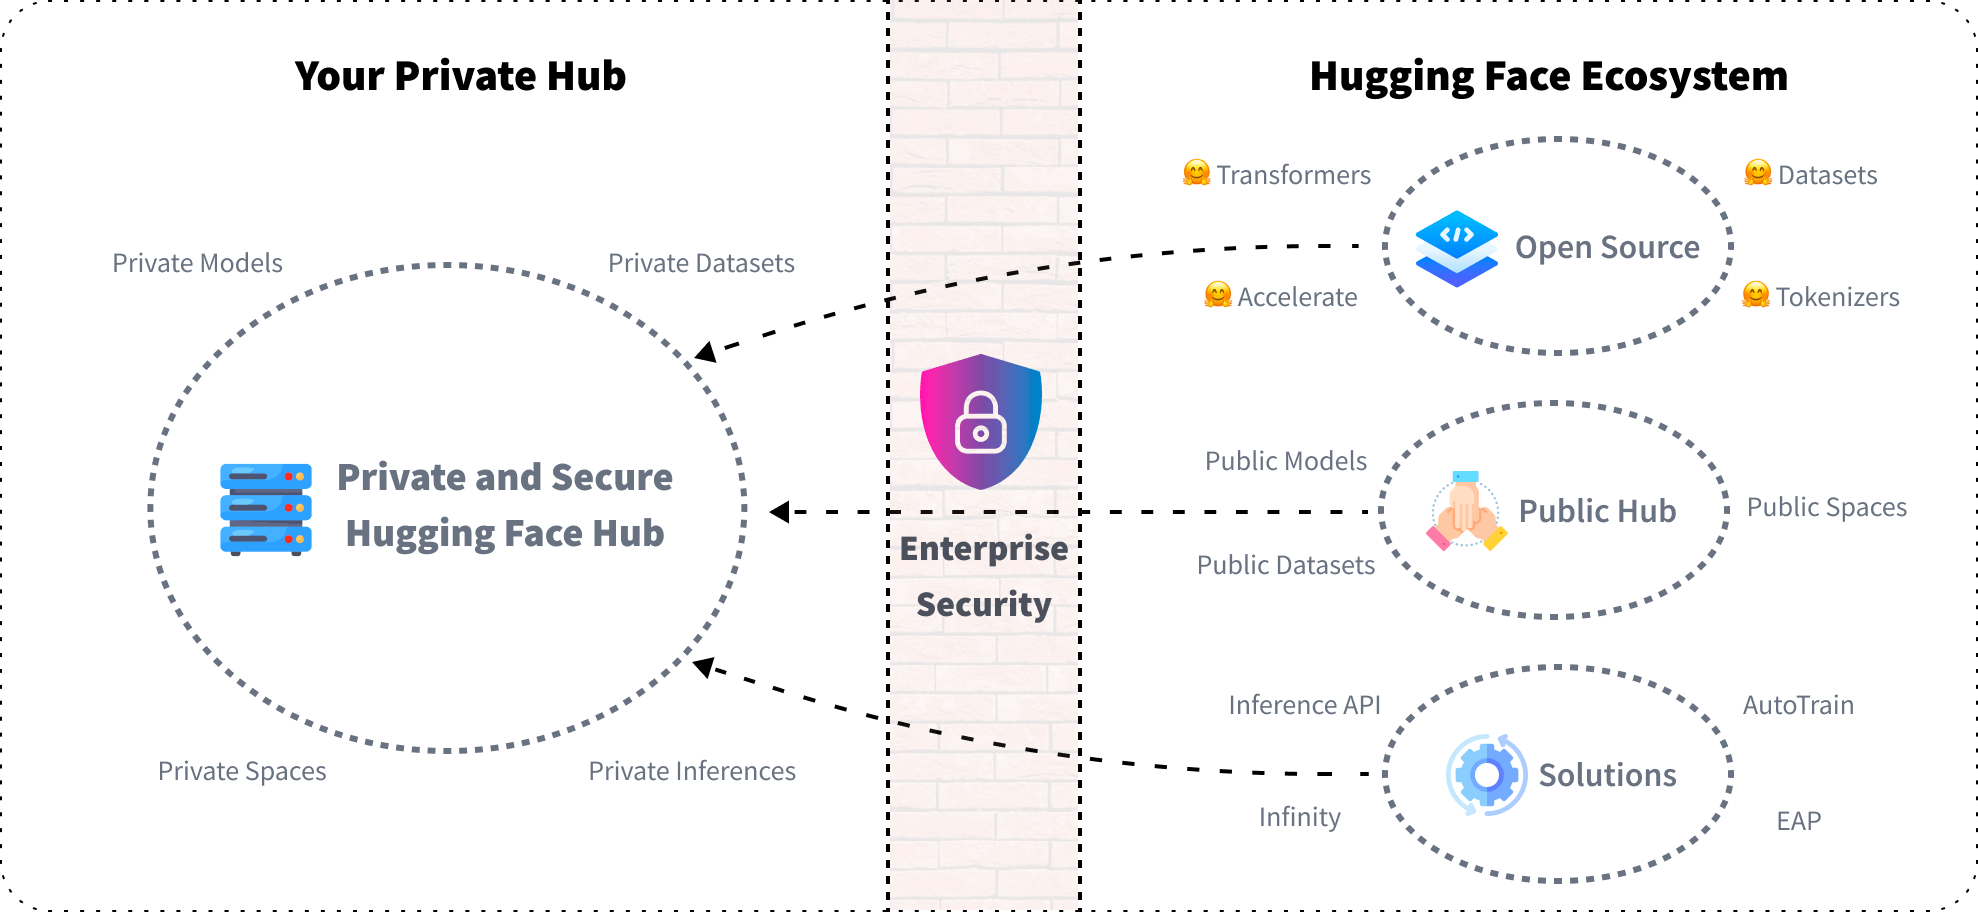 Your Private Hub
Private Models
Private Datasets
Private and Secure
Hugging Face Hub
Private Spaces
Private Inferences
Enterprise
Security
Hugging Face Ecosystem
🤗 Transformers
🤗 Datasets
</> Open Source
🤗 Accelerate
🤗 Tokenizers
Public Models
Public Hub
Public Spaces
Public Datasets
Inference API
AutoTrain
Solutions
Infinity
EAP